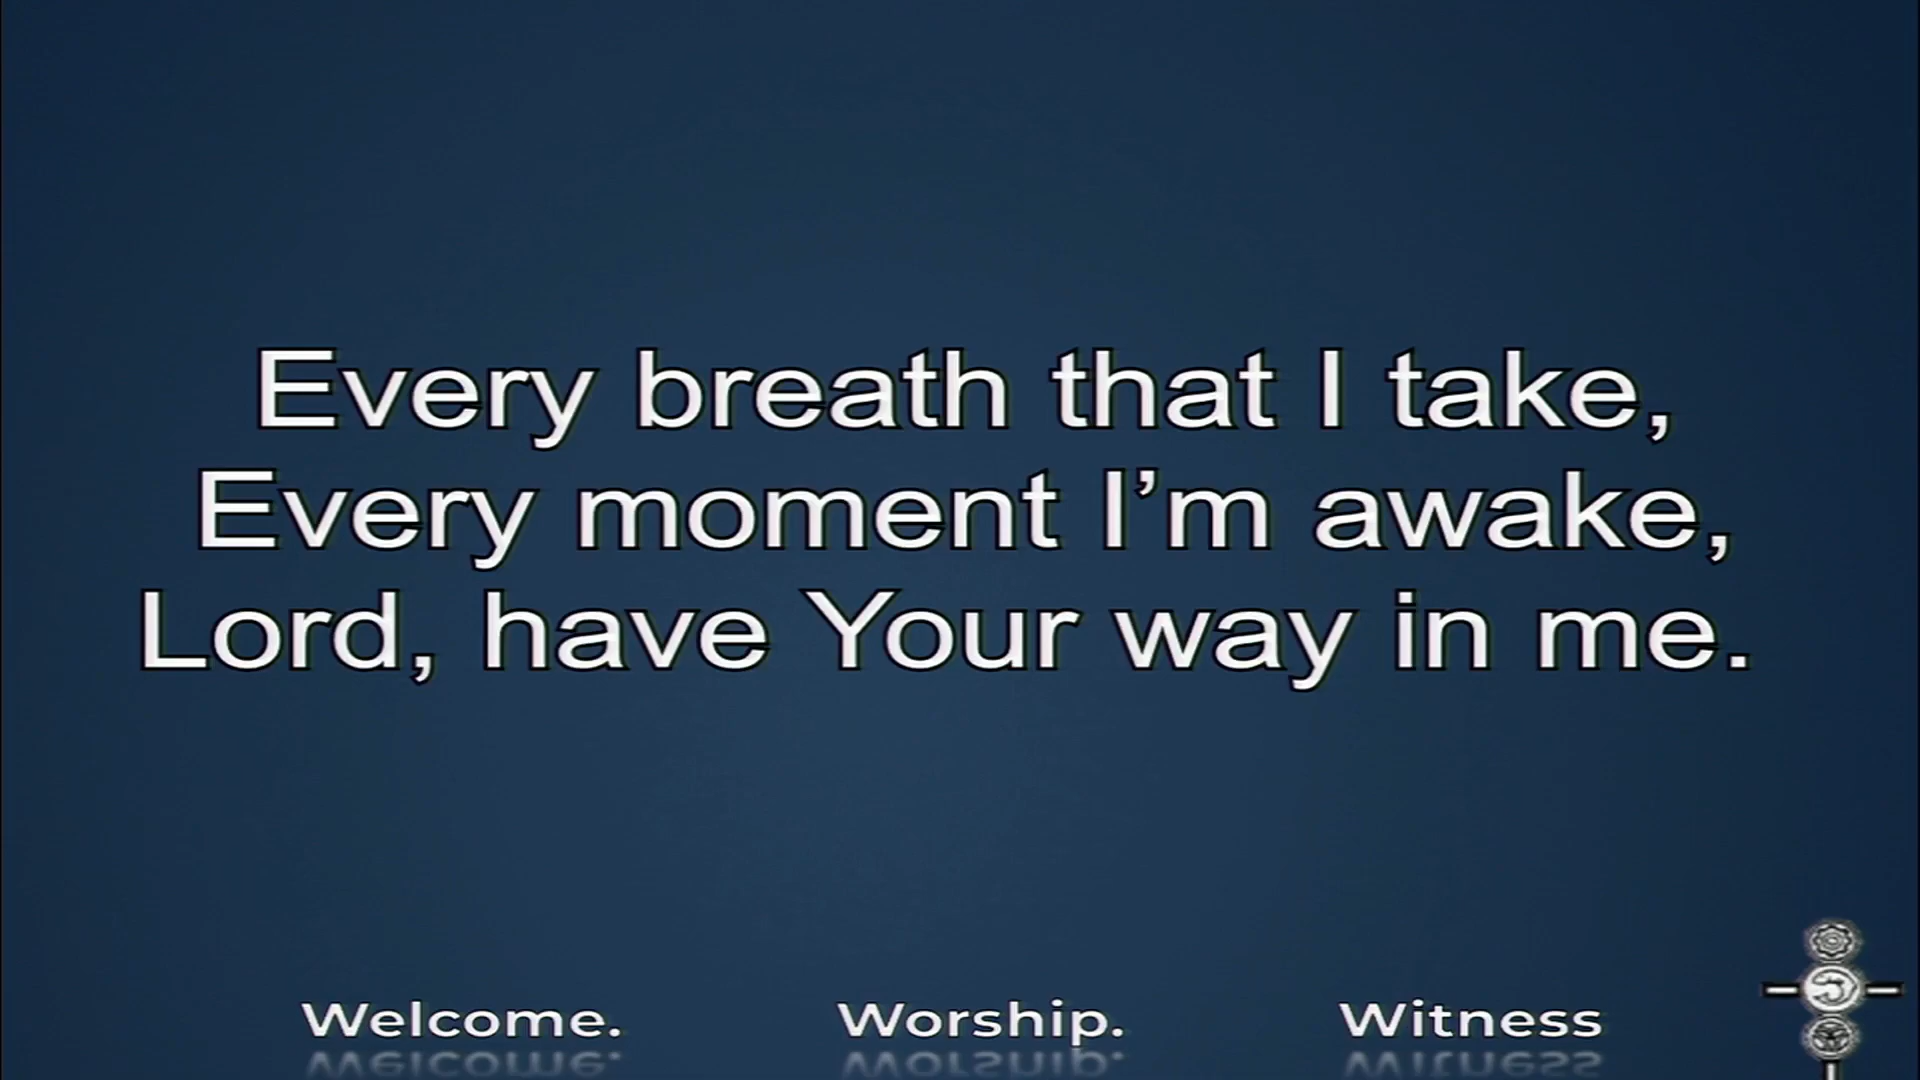 Every breath that I take,
Every moment I’m awake,
Lord, have Your way in me.
Welcome. Worship. Witness